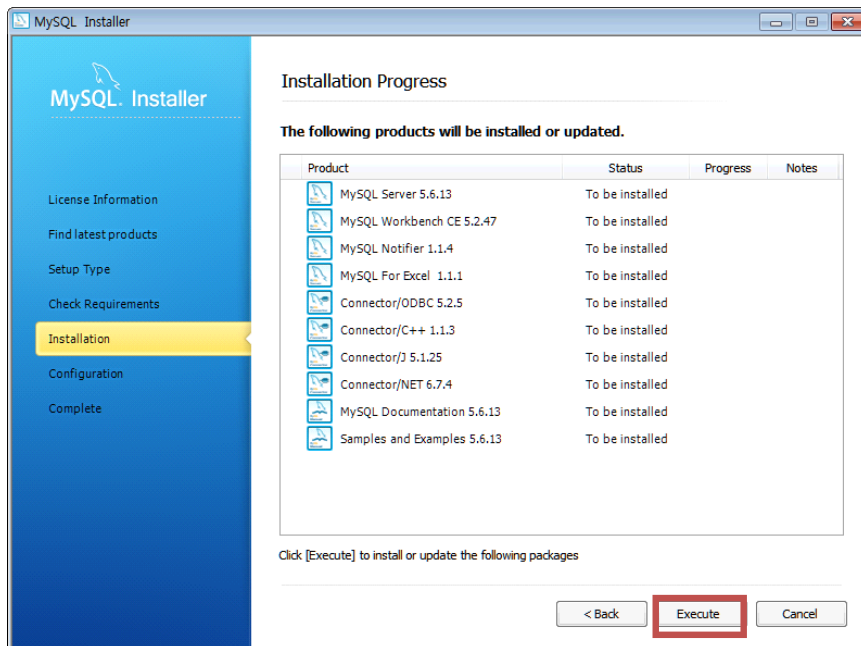 MySQL Installer
MySQL. Installer
License Information
Find latest products
Setup Type
Check Requirements
Installation
Configuration
Complete
Installation Progress
The following products will be installed or updated.
Product Status Progress Notes
MySQL Server 5.6.13 To be installed
MySQL Workbench CE 5.2.47 To be installed
MySQL Notifier 1.1.4 To be installed
MySQL For Excel 1.1.1 To be installed
Connector/ODBC 5.2.5 To be installed
Connector/C++ 1.1.3 To be installed
Connector/J 5.1.25 To be installed
Connector/NET 6.7.4 To be installed
MySQL Documentation 5.6.13 To be installed
Samples and Examples 5.6.13 To be installed
Click [Execute] to install or update the following packages
< Back Execute Cancel